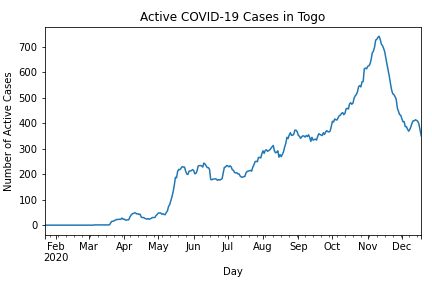 Active COVID-19 Cases in Togo
Number of Active Cases
700
600
500
400
300
200
100
0
Feb Mar Apr May Jun Jul Aug Sep Oct Nov Dec
2020
Day